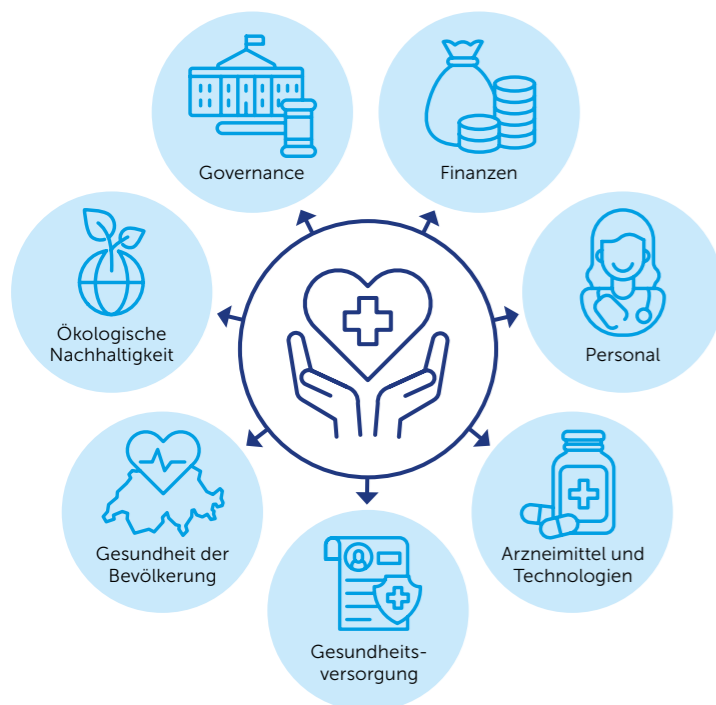 Governance
Finanzen
Ökologische
Nachhaltigkeit
Personal
Gesundheit der
Bevölkerung
Arzneimittel und
Technologien
Gesundheits-
versorgung